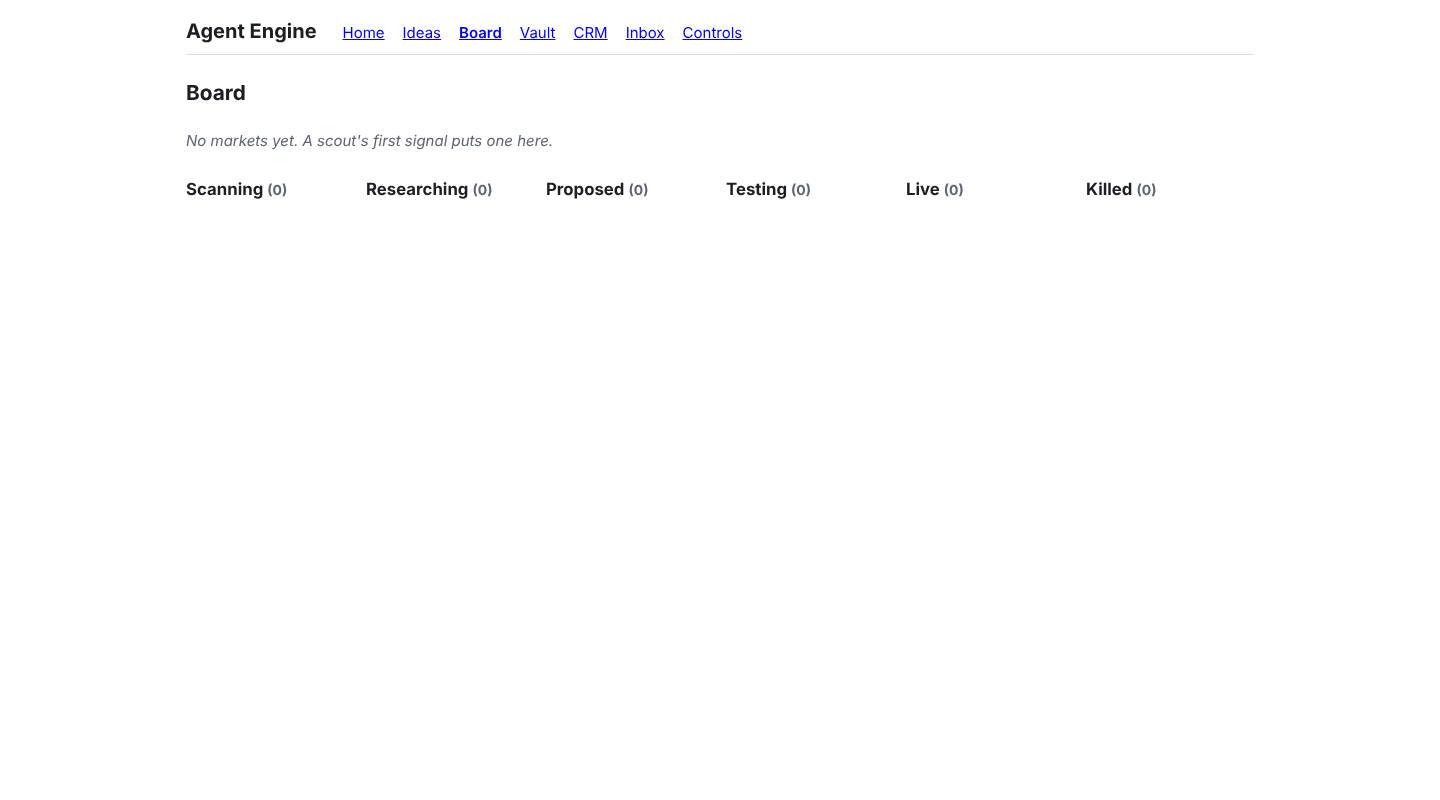 Agent Engine Home Ideas Board Vault CRM Inbox Controls
Board
No markets yet. A scout's first signal puts one here.
Scanning (0) Researching (0) Proposed (0) Testing (0) Live (0) Killed (0)